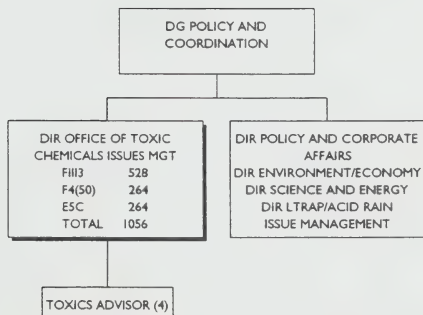 DG POLICY AND
COORDINATION
DIR OFFICE OF TOXIC
CHEMICALS ISSUES MGT
FIII3 528
F4(50) 264
E5C 264
TOTAL 1056
DIR POLICY AND CORPORATE
AFFAIRS
DIR ENVIRONMENT/ECONOMY
DIR SCIENCE AND ENERGY
DIR LTRAP/ACID RAIN
ISSUE MANAGEMENT
TOXICS ADVISOR (4)